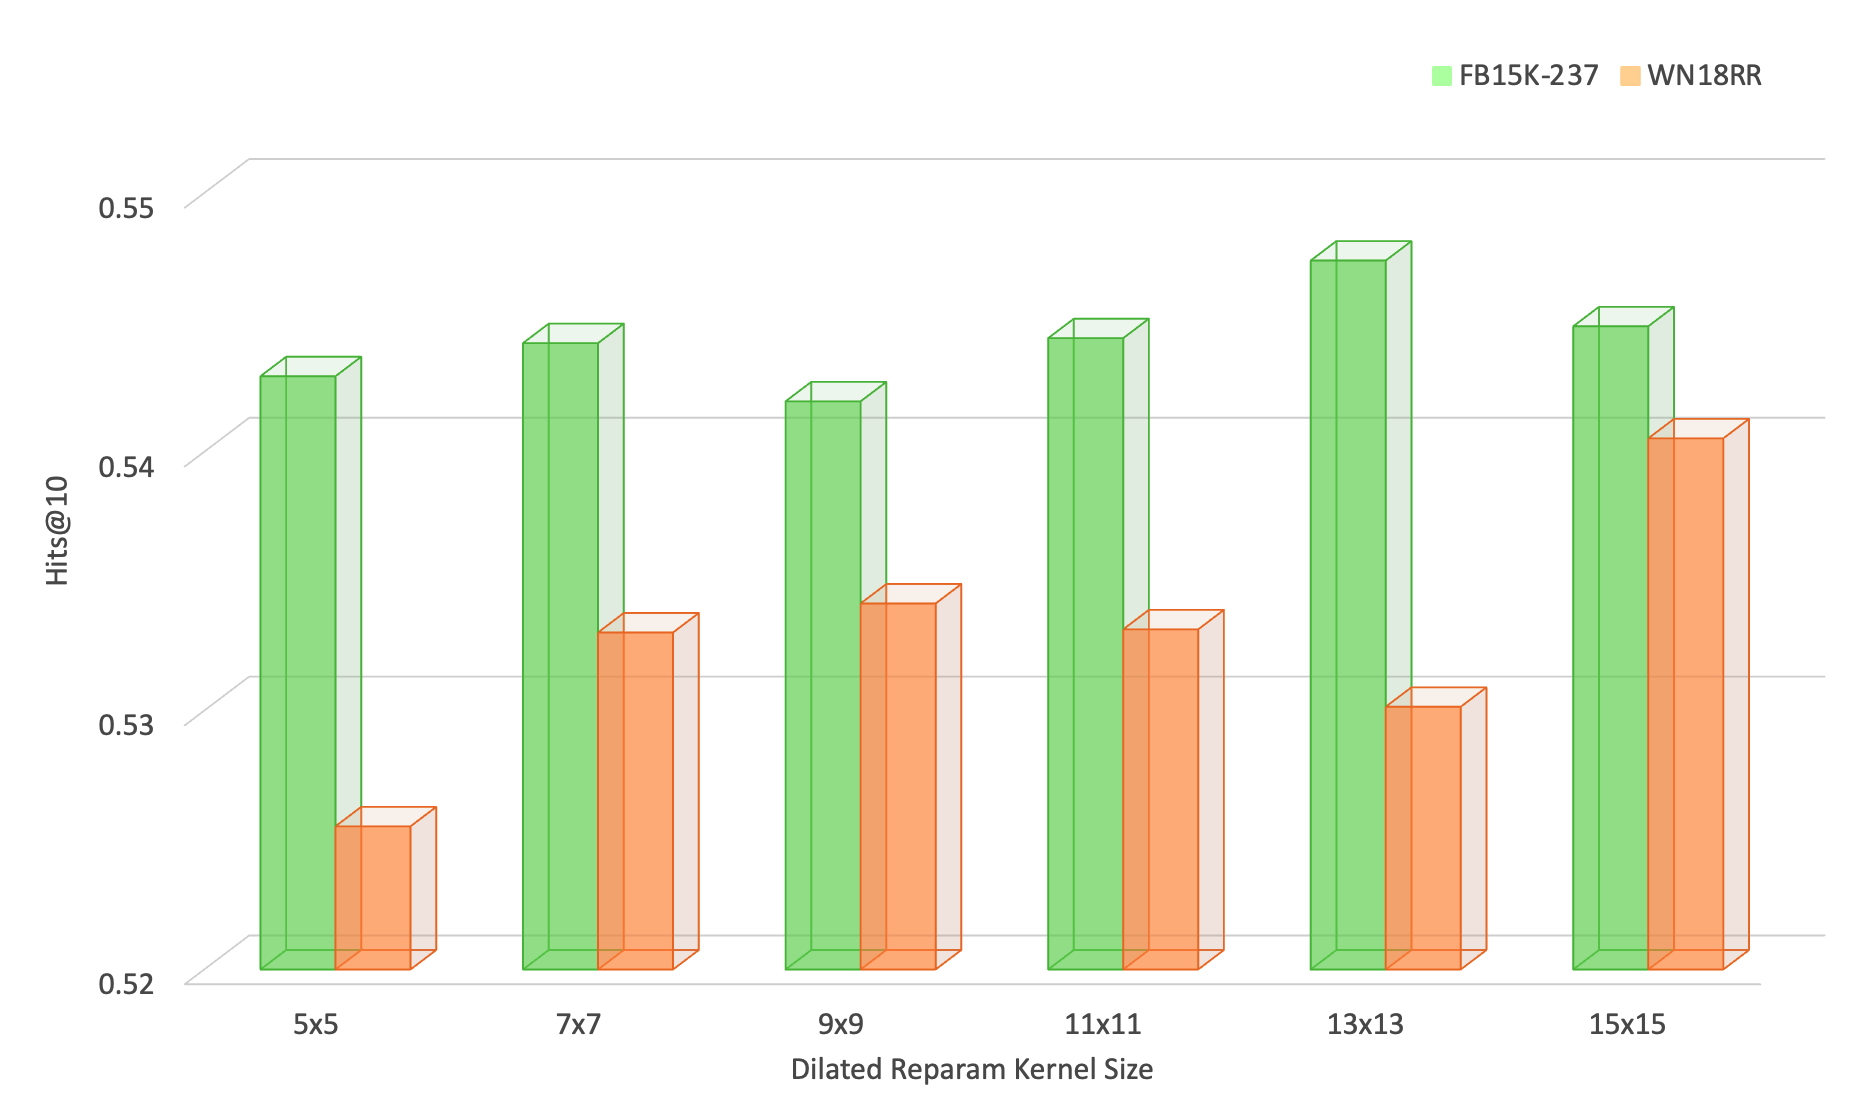 FB15K-237 WN18RR
0.55
0.54
0.53
0.52
Hits@10
5x5 7x7 9x9 11x11 13x13 15x15
Dilated Reparam Kernel Size